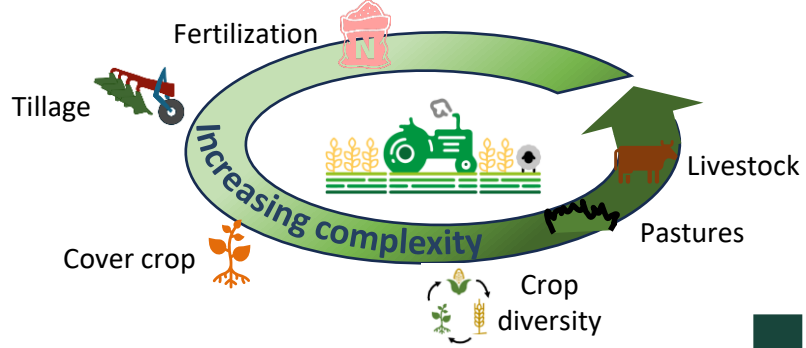 Fertilization
N
Tillage
Increasing complexity
Livestock
Pastures
Cover crop
Crop
diversity